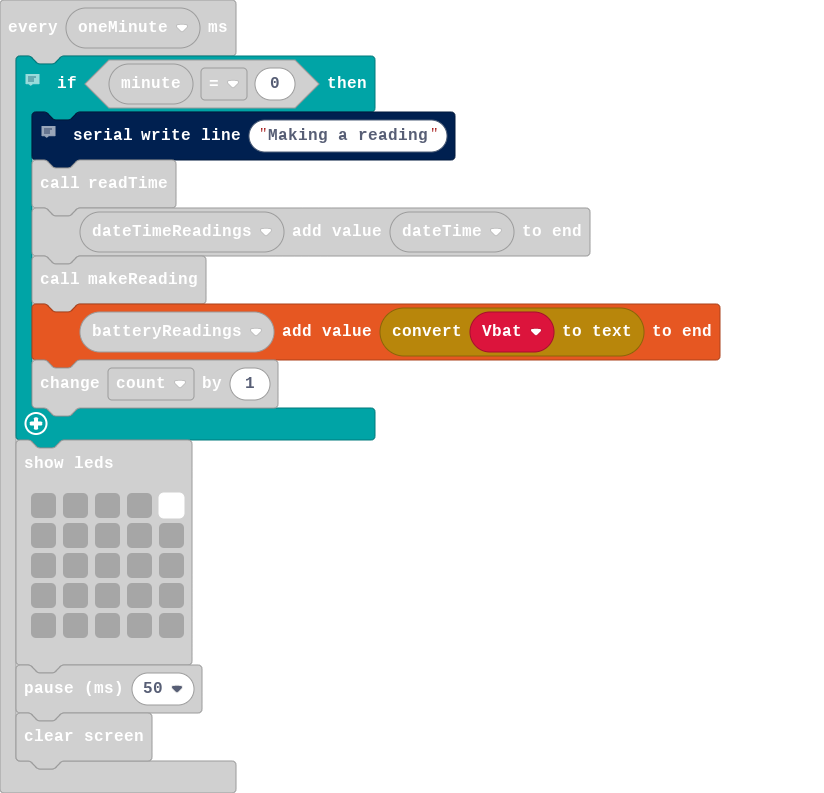 every oneMinute ms
if minute = 0 then
serial write line "Making a reading"
call readTime
dateTimeReadings add value dateTime to end
call makeReading
batteryReadings add value convert Vbat to text to end
change count by 1
show leds
pause (ms) 50
clear screen